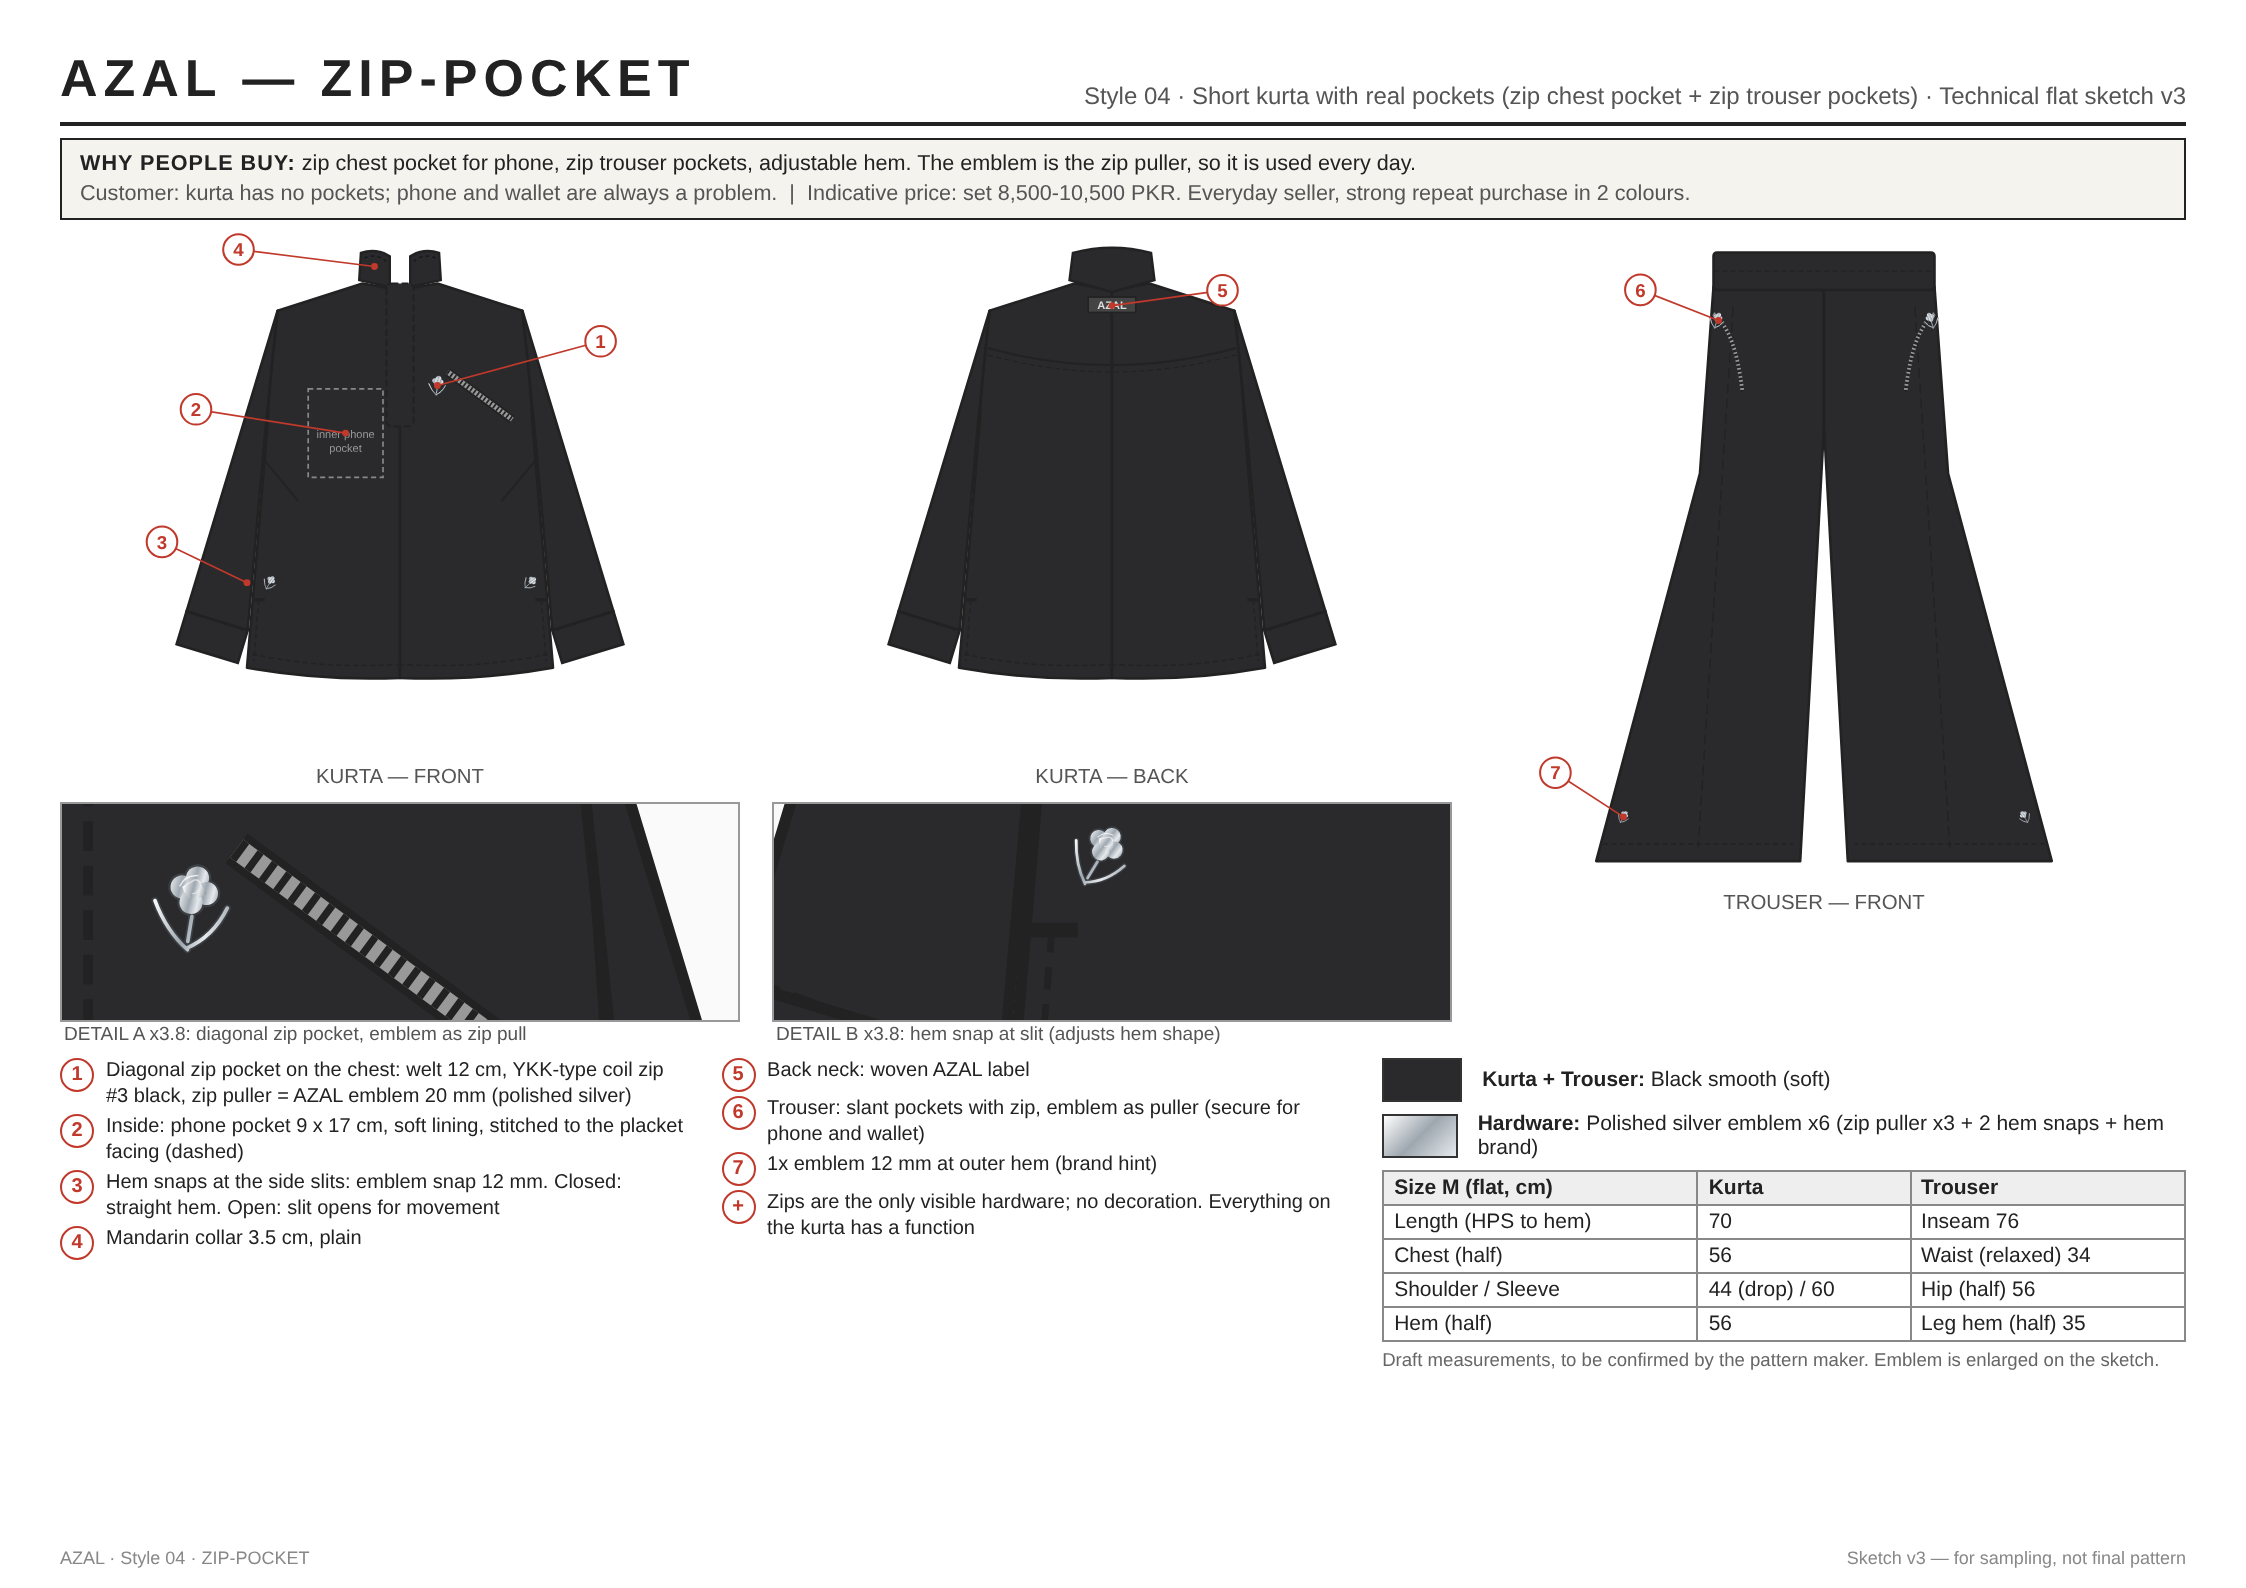 AZAL — ZIP-POCKET
Style 04 · Short kurta with real pockets (zip chest pocket + zip trouser pockets) · Technical flat sketch v3
WHY PEOPLE BUY: zip chest pocket for phone, zip trouser pockets, adjustable hem. The emblem is the zip puller, so it is used every day.
Customer: kurta has no pockets; phone and wallet are always a problem. | Indicative price: set 8,500-10,500 PKR. Everyday seller, strong repeat purchase in 2 colours.
4
1
2
inner phone
pocket
3
KURTA — FRONT
AZAL
5
KURTA — BACK
6
7
TROUSER — FRONT
DETAIL A x3.8: diagonal zip pocket, emblem as zip pull
DETAIL B x3.8: hem snap at slit (adjusts hem shape)
1 Diagonal zip pocket on the chest: welt 12 cm, YKK-type coil zip
#3 black, zip puller = AZAL emblem 20 mm (polished silver)
2 Inside: phone pocket 9 x 17 cm, soft lining, stitched to the placket
facing (dashed)
3 Hem snaps at the side slits: emblem snap 12 mm. Closed:
straight hem. Open: slit opens for movement
4 Mandarin collar 3.5 cm, plain
5 Back neck: woven AZAL label
6 Trouser: slant pockets with zip, emblem as puller (secure for
phone and wallet)
7 1x emblem 12 mm at outer hem (brand hint)
+ Zips are the only visible hardware; no decoration. Everything on
the kurta has a function
Kurta + Trouser: Black smooth (soft)
Hardware: Polished silver emblem x6 (zip puller x3 + 2 hem snaps + hem
brand)
Size M (flat, cm) Kurta Trouser
Length (HPS to hem) 70 Inseam 76
Chest (half) 56 Waist (relaxed) 34
Shoulder / Sleeve 44 (drop) / 60 Hip (half) 56
Hem (half) 56 Leg hem (half) 35
Draft measurements, to be confirmed by the pattern maker. Emblem is enlarged on the sketch.
AZAL · Style 04 · ZIP-POCKET
Sketch v3 — for sampling, not final pattern